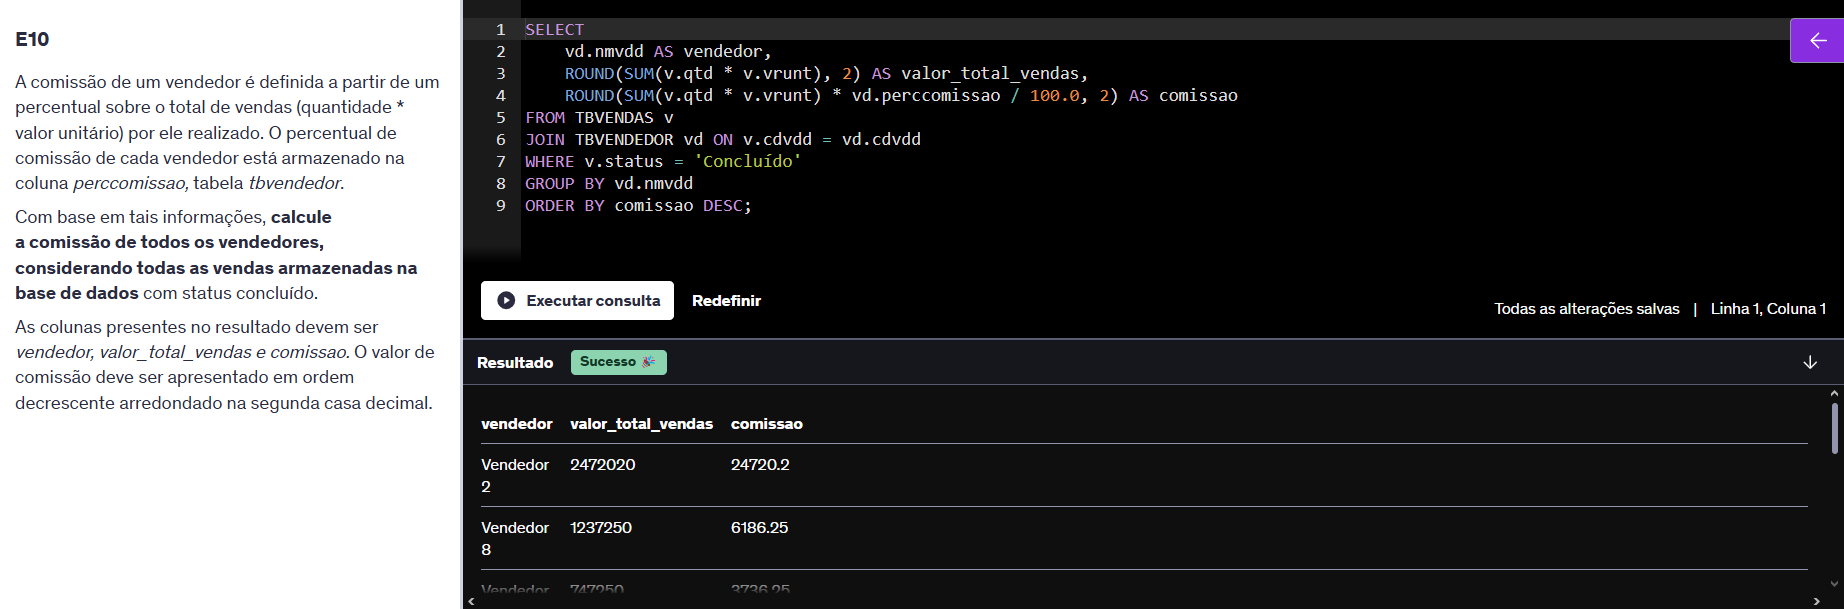 E10
A comissão de um vendedor é definida a partir de um
percentual sobre o total de vendas (quantidade *
valor unitário) por ele realizado. O percentual de
comissão de cada vendedor está armazenado na
coluna perccomissao, tabela tbvendedor.
Com base em tais informações, calcule
a comissão de todos os vendedores,
considerando todas as vendas armazenadas na
base de dados com status concluído.
As colunas presentes no resultado devem ser
vendedor, valor_total_vendas e comissao. O valor de
comissão deve ser apresentado em ordem
decrescente arredondado na segunda casa decimal.
1 SELECT
2 vd.nmvdd AS vendedor,
3 ROUND(SUM(v.qtd * v.vrunt), 2) AS valor_total_vendas,
4 ROUND(SUM(v.qtd * v.vrunt) * vd.perccomissao / 100.0, 2) AS comissao
5 FROM TBVENDAS v
6 JOIN TBVENDEDOR vd ON v.cdvdd = vd.cdvdd
7 WHERE v.status = 'Concluído'
8 GROUP BY vd.nmvdd
9 ORDER BY comissao DESC;
Executar consulta Redefinir
Todas as alterações salvas | Linha 1, Coluna 1
Resultado Sucesso 🎉
vendedor valor_total_vendas comissao
Vendedor 2472020 24720.2
2
Vendedor 1237250 6186.25
8
Vendedor 747250 3736.25